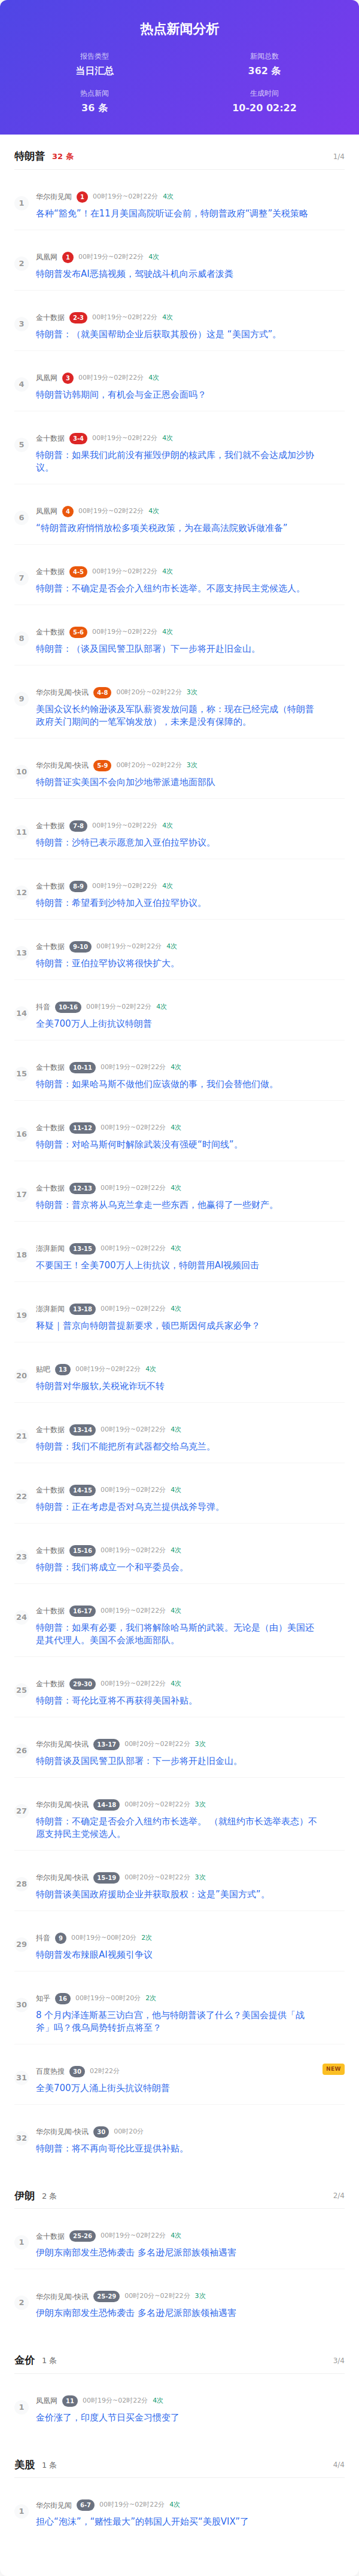 热点新闻分析
报告类型
新闻总数
当日汇总
362 条
热点新闻
生成时间
36 条
10-20 02:22
特朗普 32 条 1/4
1 华尔街见闻 1 00时19分~02时22分 4次
各种“豁免”！在11月美国高院听证会前，特朗普政府“调整”关税策略
2 凤凰网 1 00时19分~02时22分 4次
特朗普发布AI恶搞视频，驾驶战斗机向示威者泼粪
3 金十数据 2-3 00时19分~02时22分 4次
特朗普：（就美国帮助企业后获取其股份）这是 “美国方式”。
4 凤凰网 3 00时19分~02时22分 4次
特朗普访韩期间，有机会与金正恩会面吗？
5 金十数据 3-4 00时19分~02时22分 4次
特朗普：如果我们此前没有摧毁伊朗的核武库，我们就不会达成加沙协
议。
6 凤凰网 4 00时19分~02时22分 4次
“特朗普政府悄悄放松多项关税政策，为在最高法院败诉做准备”
7 金十数据 4-5 00时19分~02时22分 4次
特朗普：不确定是否会介入纽约市长选举。不愿支持民主党候选人。
8 金十数据 5-6 00时19分~02时22分 4次
特朗普：（谈及国民警卫队部署）下一步将开赴旧金山。
9 华尔街见闻-快讯 4-8 00时20分~02时22分 3次
美国众议长约翰逊谈及军队薪资发放问题，称：现在已经完成（特朗普
政府关门期间的一笔军饷发放），未来是没有保障的。
10 华尔街见闻-快讯 5-9 00时20分~02时22分 3次
特朗普证实美国不会向加沙地带派遣地面部队
11 金十数据 7-8 00时19分~02时22分 4次
特朗普：沙特已表示愿意加入亚伯拉罕协议。
12 金十数据 8-9 00时19分~02时22分 4次
特朗普：希望看到沙特加入亚伯拉罕协议。
13 金十数据 9-10 00时19分~02时22分 4次
特朗普：亚伯拉罕协议将很快扩大。
14 抖音 10-16 00时19分~02时22分 4次
全美700万人上街抗议特朗普
15 金十数据 10-11 00时19分~02时22分 4次
特朗普：如果哈马斯不做他们应该做的事，我们会替他们做。
16 金十数据 11-12 00时19分~02时22分 4次
特朗普：对哈马斯何时解除武装没有强硬“时间线”。
17 金十数据 12-13 00时19分~02时22分 4次
特朗普：普京将从乌克兰拿走一些东西，他赢得了一些财产。
18 澎湃新闻 13-15 00时19分~02时22分 4次
不要国王！全美700万人上街抗议，特朗普用AI视频回击
19 澎湃新闻 13-18 00时19分~02时22分 4次
释疑｜普京向特朗普提新要求，顿巴斯因何成兵家必争？
20 贴吧 13 00时19分~02时22分 4次
特朗普对华服软,关税讹诈玩不转
21 金十数据 13-14 00时19分~02时22分 4次
特朗普：我们不能把所有武器都交给乌克兰。
22 金十数据 14-15 00时19分~02时22分 4次
特朗普：正在考虑是否对乌克兰提供战斧导弹。
23 金十数据 15-16 00时19分~02时22分 4次
特朗普：我们将成立一个和平委员会。
24 金十数据 16-17 00时19分~02时22分 4次
特朗普：如果有必要，我们将解除哈马斯的武装。无论是（由）美国还
是其代理人。美国不会派地面部队。
25 金十数据 29-30 00时19分~02时22分 4次
特朗普：哥伦比亚将不再获得美国补贴。
26 华尔街见闻-快讯 13-17 00时20分~02时22分 3次
特朗普谈及国民警卫队部署：下一步将开赴旧金山。
27 华尔街见闻-快讯 14-18 00时20分~02时22分 3次
特朗普：不确定是否会介入纽约市长选举。 （就纽约市长选举表态）不
愿支持民主党候选人。
28 华尔街见闻-快讯 15-19 00时20分~02时22分 3次
特朗普谈美国政府援助企业并获取股权：这是”美国方式”。
29 抖音 9 00时19分~00时20分 2次
特朗普发布辣眼AI视频引争议
30 知乎 16 00时19分~00时20分 2次
8 个月内泽连斯基三访白宫，他与特朗普谈了什么？美国会提供「战
斧」吗？俄乌局势转折点将至？
31 百度热搜 30 02时22分 NEW
全美700万人涌上街头抗议特朗普
32 华尔街见闻-快讯 30 00时20分
特朗普：将不再向哥伦比亚提供补贴。
伊朗 2 条 2/4
1 金十数据 25-26 00时19分~02时22分 4次
伊朗东南部发生恐怖袭击 多名逊尼派部族领袖遇害
2 华尔街见闻-快讯 25-29 00时20分~02时22分 3次
伊朗东南部发生恐怖袭击 多名逊尼派部族领袖遇害
金价 1 条 3/4
1 凤凰网 11 00时19分~02时22分 4次
金价涨了，印度人节日买金习惯变了
美股 1 条 4/4
1 华尔街见闻 6-7 00时19分~02时22分 4次
担心“泡沫”，“赌性最大”的韩国人开始买“美股VIX”了